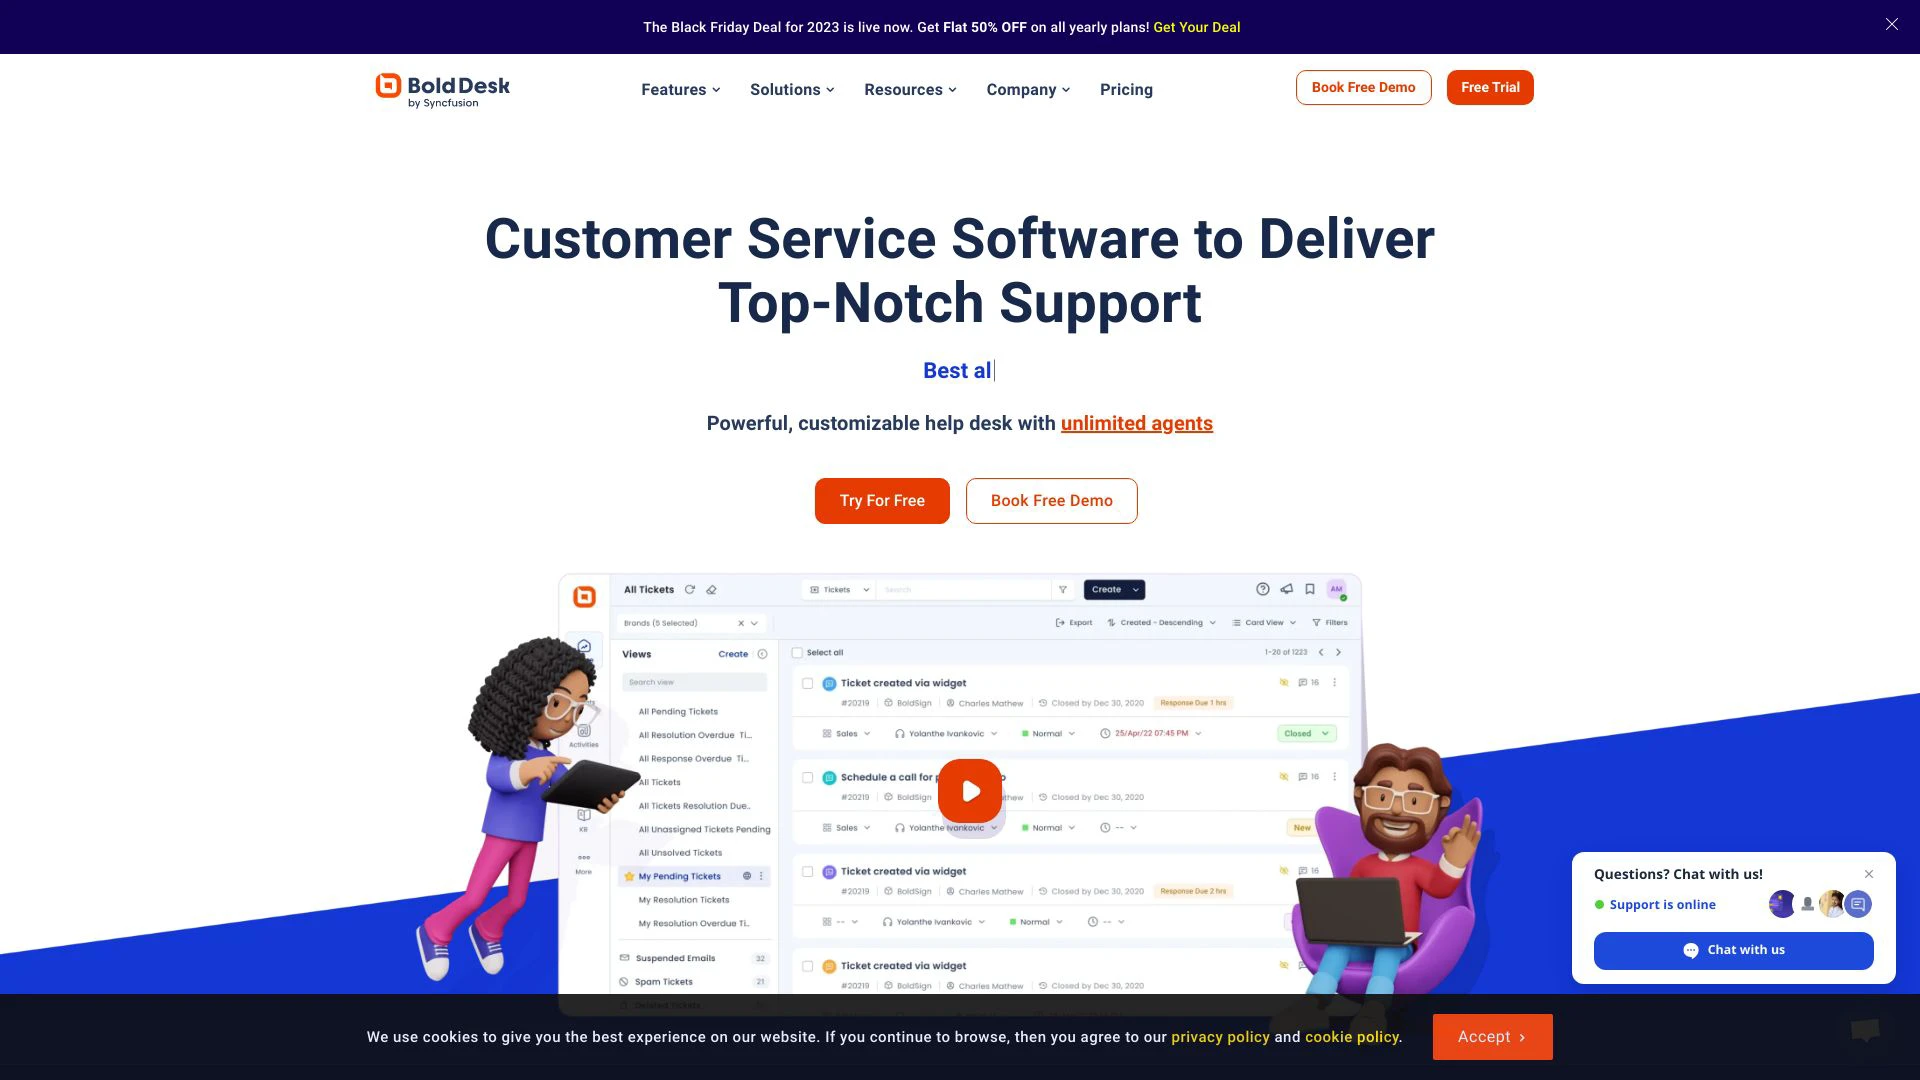 The Black Friday Deal for 2023 is live now. Get Flat 50% OFF on all yearly plans! Get Your Deal
BoldDesk
by Syncfusion
Features
Solutions
Resources
Company
Pricing
Book Free Demo
Free Trial
Customer Service Software to Deliver
Top-Notch Support
Best al
Powerful, customizable help desk with unlimited agents
Try For Free
Book Free Demo
All Tickets
Tickets
Search
Create
AM
Brands (5 Selected)
Export
Created - Descending
Card View
Filters
Views
Create
Select all
1-20 of 1223
Search view
All Pending Tickets
All Resolution Overdue Ti...
All Response Overdue Ti...
All Tickets
All Tickets Resolution Due..
All Unassigned Tickets Pending
All Unsolved Tickets
My Pending Tickets
My Resolution Tickets
My Resolution Overdue Ti...
Suspended Emails 32
Spam Tickets 21
Deleted Tickets
Activities
KB
More
Ticket created via widget 16
#20219 BoldSign Charles Mathew Closed by Dec 30, 2020 Response Due 1 hrs
Sales Yolanthe Ivankovic Normal 25/Apr/22 07:45 PM Closed
Schedule a call for 16
#20219 BoldSign Closed by Dec 30, 2020
Sales Yolanthe Ivankovic Normal -- New
Ticket created via widget 16
#20219 BoldSign Charles Mathew Closed by Dec 30, 2020 Response Due 2 hrs
-- Yolanthe Ivankovic Normal --
Ticket created via widget
#20219 BoldSign Charles Mathew Closed by Dec 30, 2020
Questions? Chat with us!
Support is online
Chat with us
We use cookies to give you the best experience on our website. If you continue to browse, then you agree to our privacy policy and cookie policy.
Accept ›